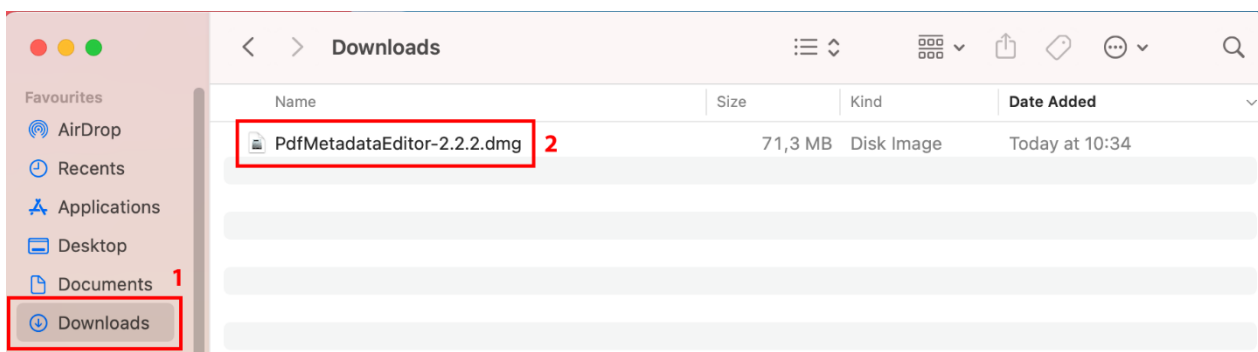 Downloads
Favourites
Name Size Kind Date Added
AirDrop
PdfMetadataEditor-2.2.2.dmg 2 71,3 MB Disk Image Today at 10:34
Recents
Applications
Desktop
Documents 1
Downloads